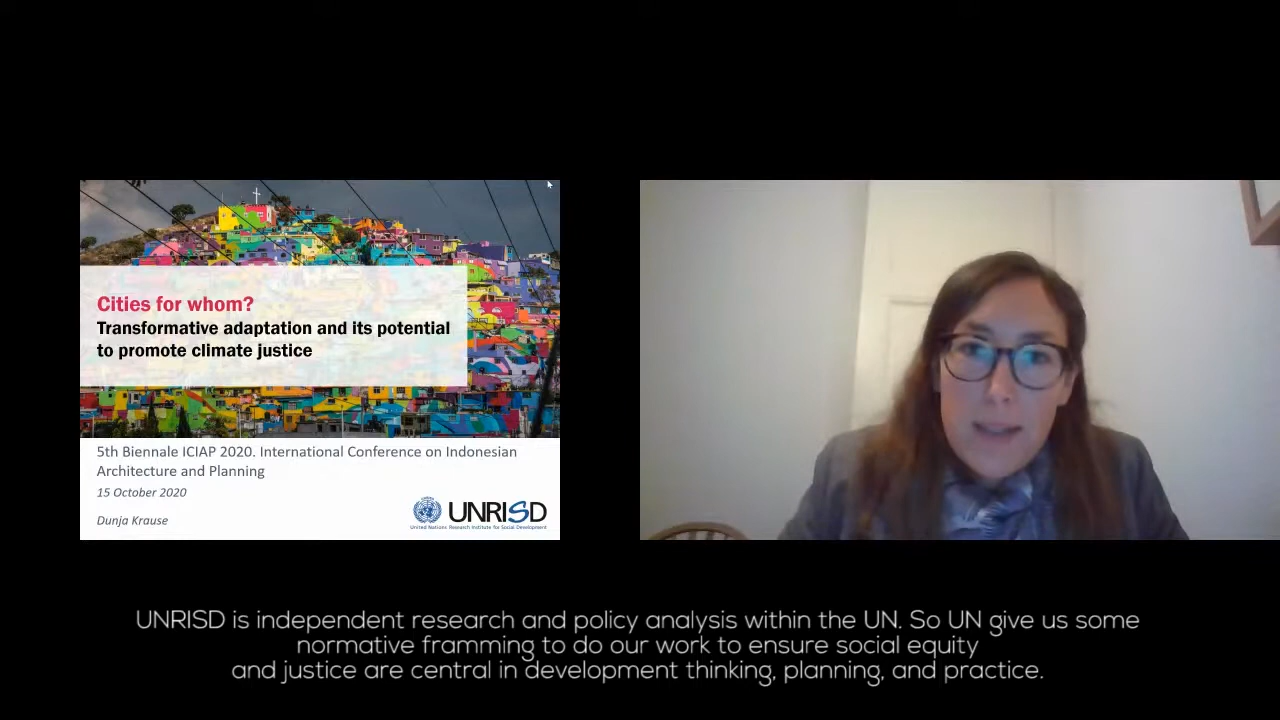 Cities for whom?
Transformative adaptation and its potential
to promote climate justice
5th Biennale ICIAP 2020. International Conference on Indonesian
Architecture and Planning
15 October 2020
Dunja Krause
UNRISD
United Nations Research Institute for Social Development
UNRISD is independent research and policy analysis within the UN. So UN give us some
normative framming to do our work to ensure social equity
and justice are central in development thinking, planning, and practice.